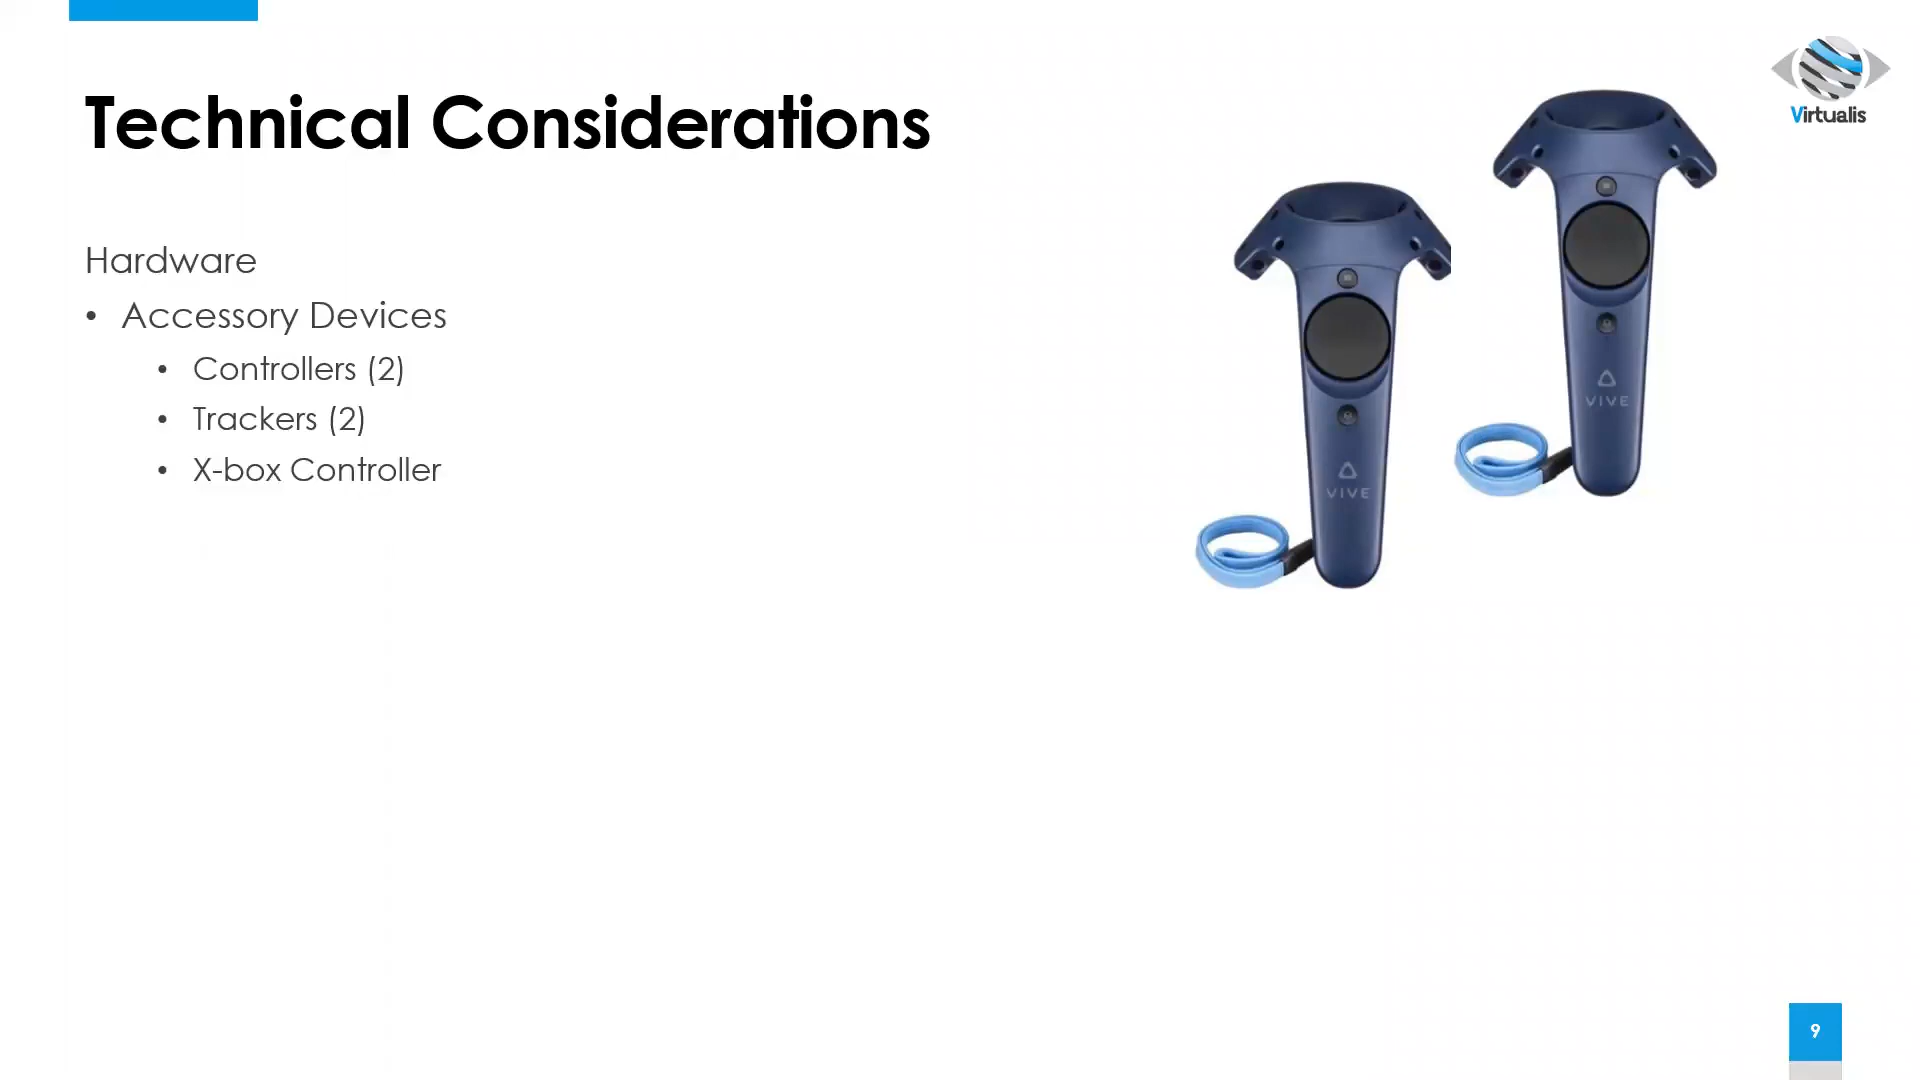 Technical Considerations
Virtualis
Hardware
• Accessory Devices
• Controllers (2)
• Trackers (2)
• X-box Controller
VIVE
VIVE
9